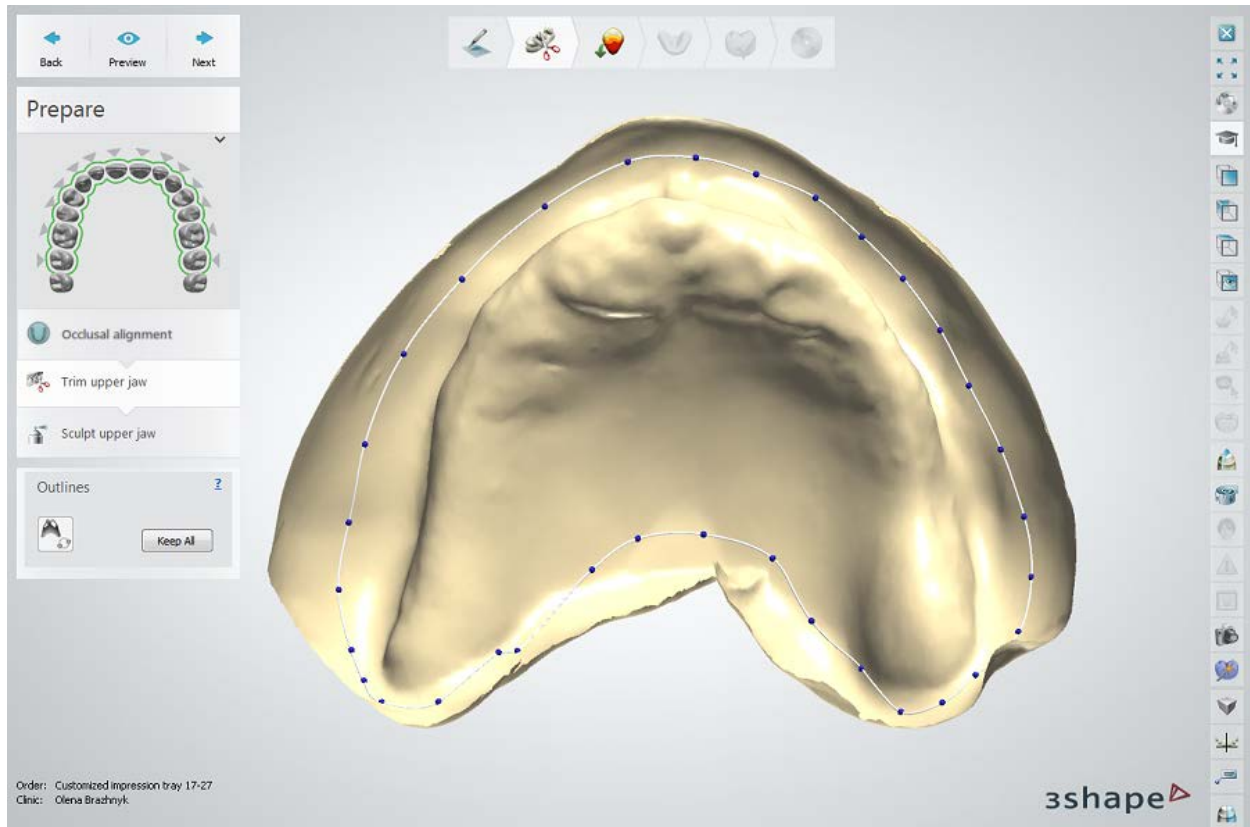 Back
Preview
Next
Prepare
Occlusal alignment
Trim upper jaw
Sculpt upper jaw
Outlines
?
Keep All
Order: Customized impression tray 17-27
Clinic: Olena Brazhnyk
3shape